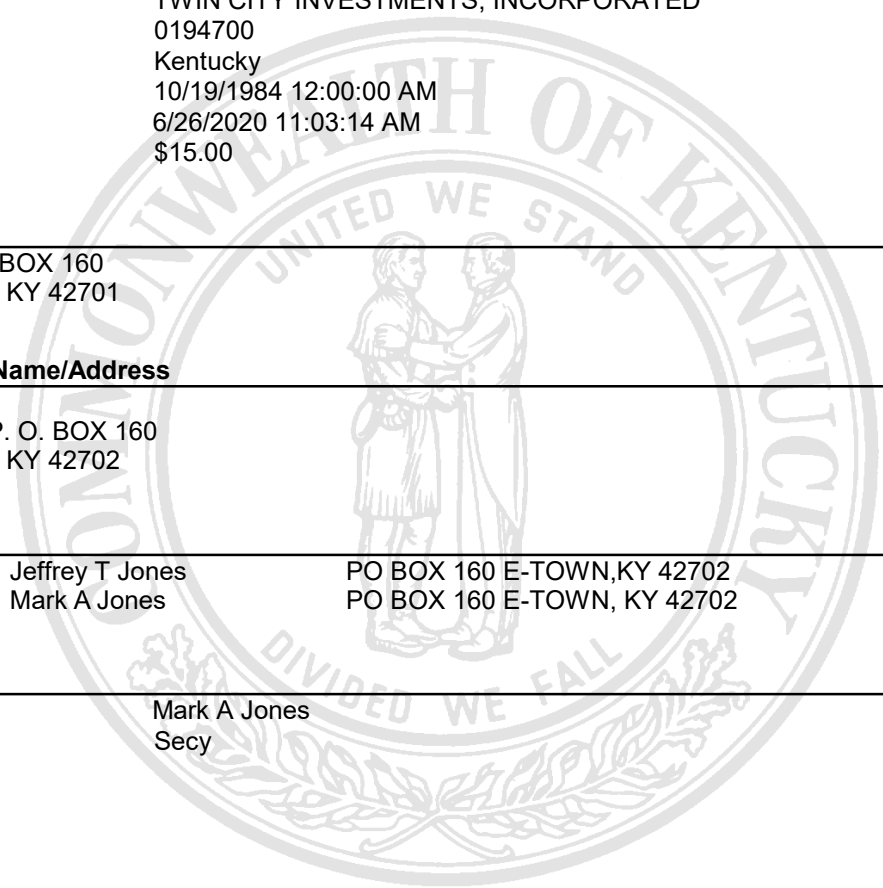 TWIN CITY INVESTMENTS, INCORPORATED
0194700
Kentucky
10/19/1984 12:00:00 AM
6/26/2020 11:03:14 AM
$15.00
BOX 160
KY 42701
Name/Address
P. O. BOX 160
KY 42702
Jeffrey T Jones PO BOX 160 E-TOWN,KY 42702
Mark A Jones PO BOX 160 E-TOWN, KY 42702
Mark A Jones
Secy
COMMONWEALTH OF KENTUCKY
UNITED WE STAND
DIVIDED WE FALL